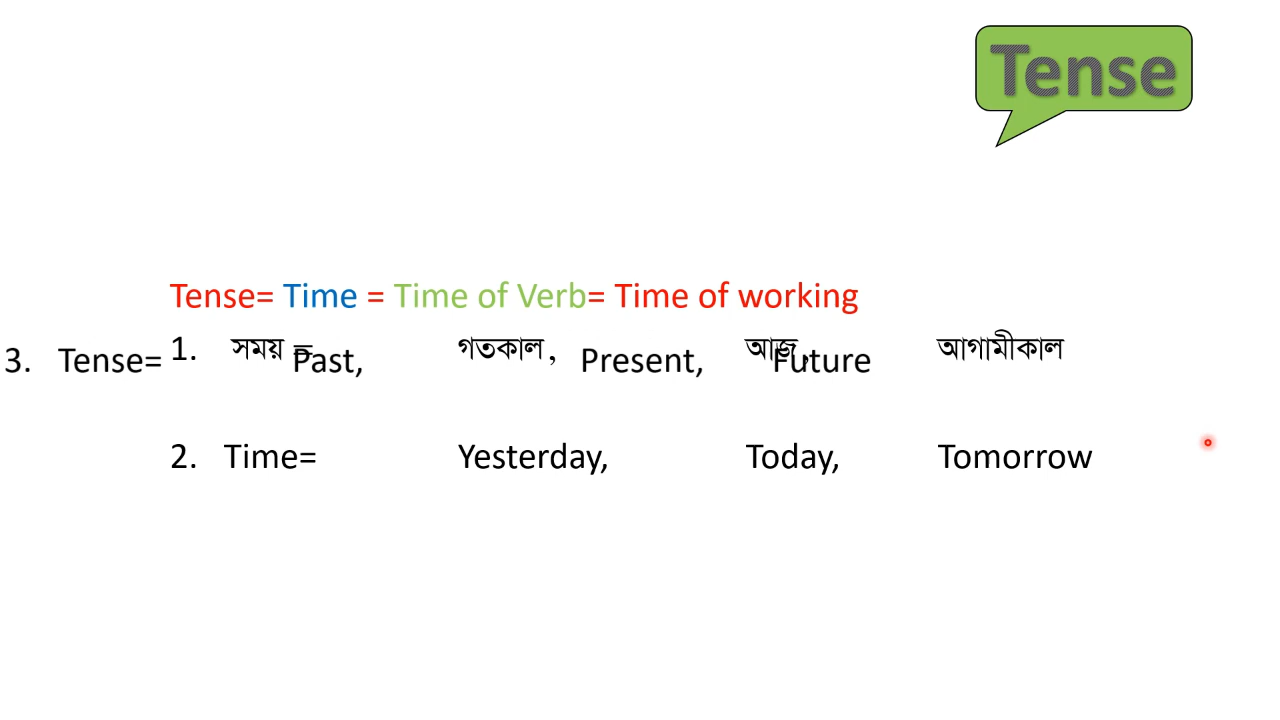 Tense
Tense= Time = Time of Verb= Time of working
1. সময় = গতকাল, আজ, আগামীকাল
3. Tense= Past, Present, Future
2. Time= Yesterday, Today, Tomorrow